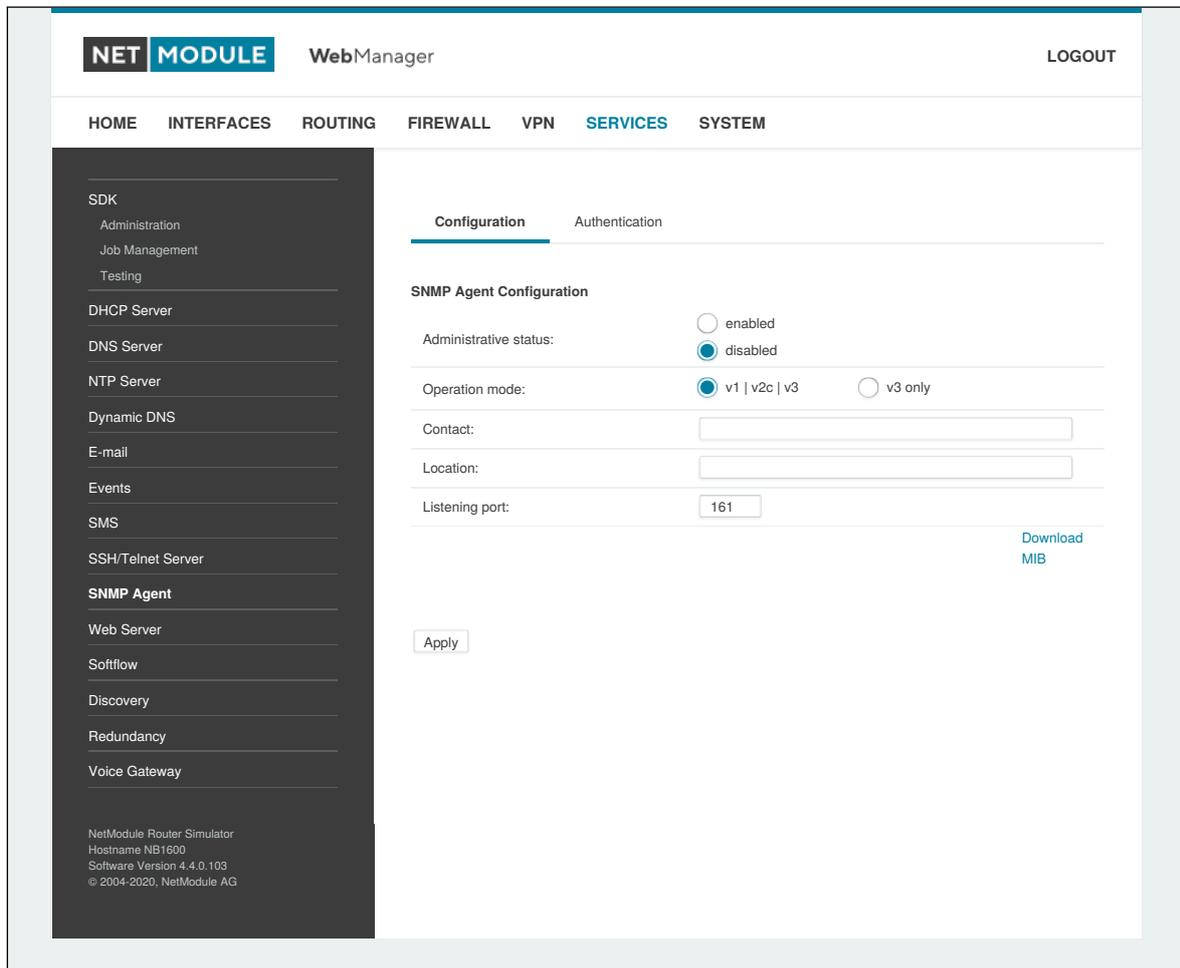 NET MODULE WebManager LOGOUT
HOME INTERFACES ROUTING FIREWALL VPN SERVICES SYSTEM
SDK
Administration
Job Management
Testing
DHCP Server
DNS Server
NTP Server
Dynamic DNS
E-mail
Events
SMS
SSH/Telnet Server
SNMP Agent
Web Server
Softflow
Discovery
Redundancy
Voice Gateway
NetModule Router Simulator
Hostname NB1600
Software Version 4.4.0.103
© 2004-2020, NetModule AG
Configuration Authentication
SNMP Agent Configuration
Administrative status:
enabled
disabled
Operation mode: v1 | v2c | v3 v3 only
Contact:
Location:
Listening port: 161
Download
MIB
Apply